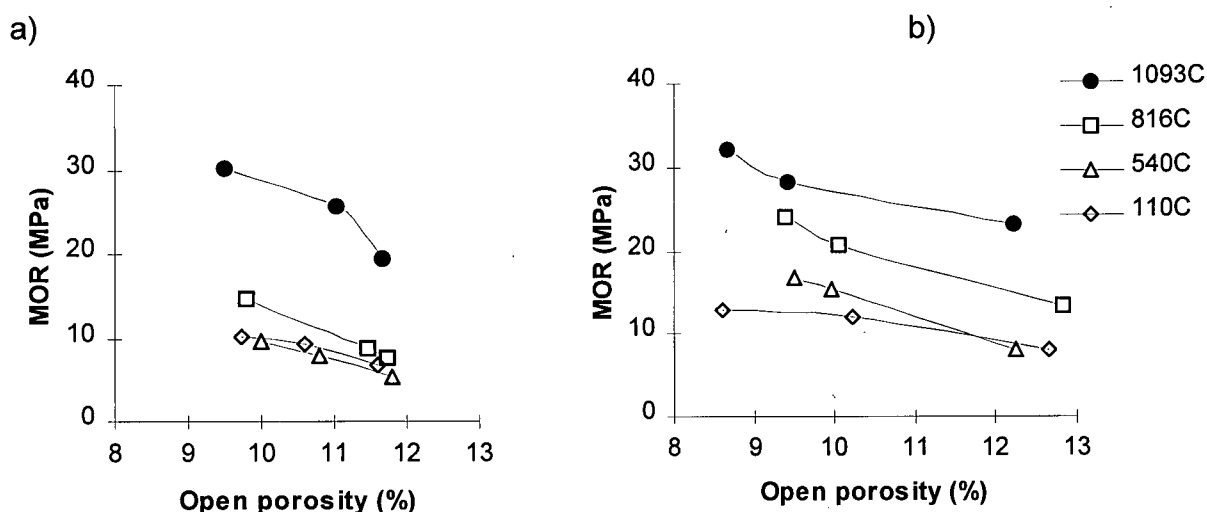 a)
40
30
20
10
0
MOR (MPa)
8 9 10 11 12 13
Open porosity (%)
b)
40
30
20
10
0
MOR (MPa)
8 9 10 11 12 13
Open porosity (%)
1093C
816C
540C
110C